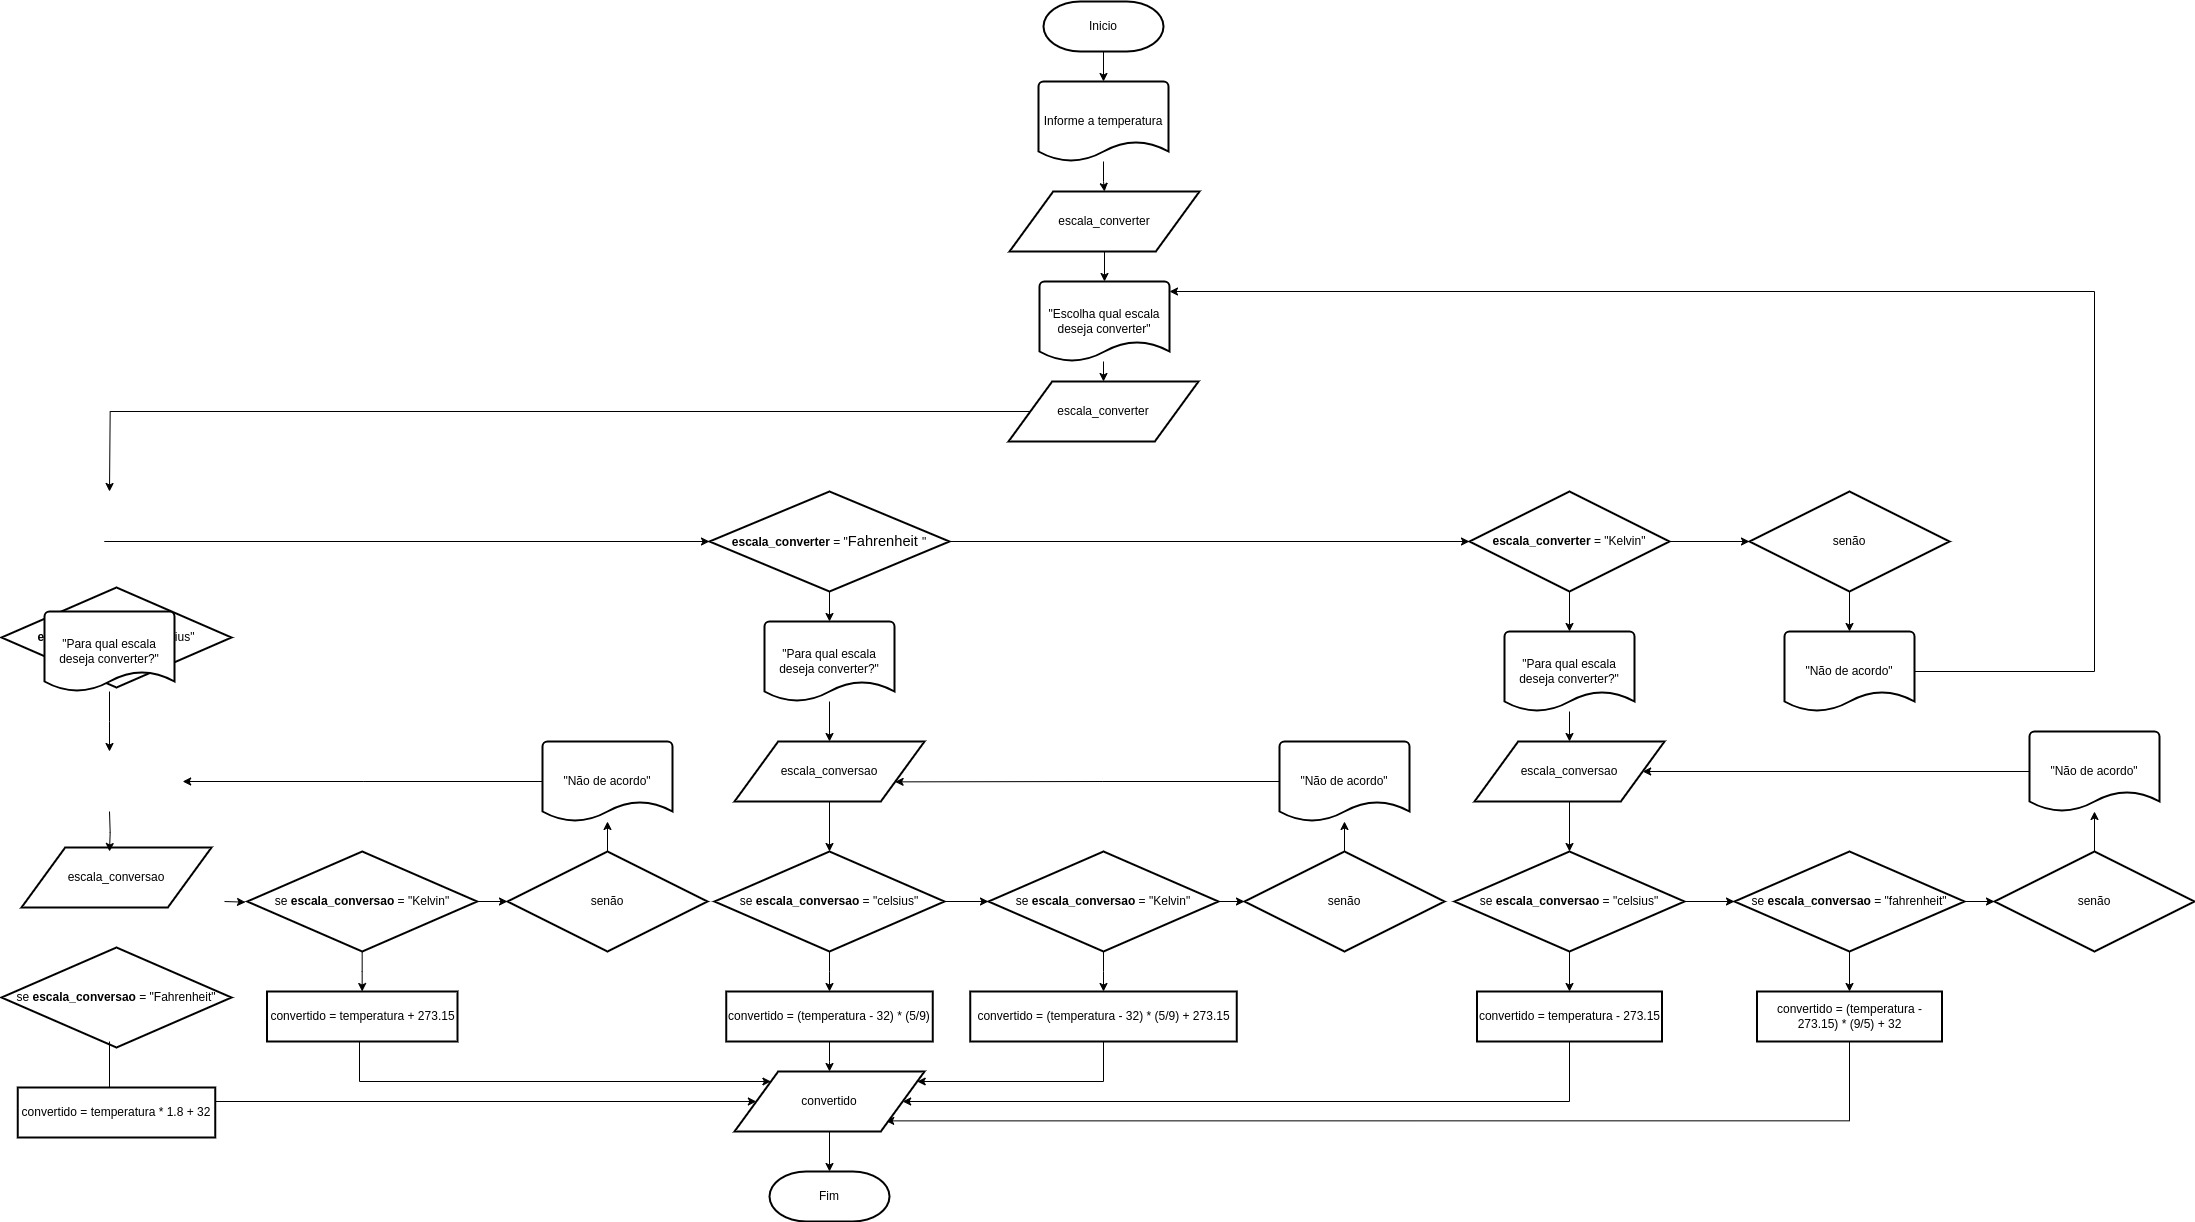 Inicio
Informe a temperatura
escala_converter
"Escolha qual escala
deseja converter"
escala_converter
escala_converter = "Fahrenheit "
escala_converter = "Kelvin"
senão
"Para qual escala
deseja converter?"
"Para qual escala
deseja converter?"
"Para qual escala
deseja converter?"
"Não de acordo"
"Não de acordo"
escala_conversao
"Não de acordo"
escala_conversao
"Não de acordo"
escala_conversao
se escala_conversao = "Kelvin"
senão
se escala_conversao = "celsius"
se escala_conversao = "Kelvin"
senão
se escala_conversao = "celsius"
se escala_conversao = "fahrenheit"
senão
se escala_conversao = "Fahrenheit"
convertido = temperatura + 273.15
convertido = (temperatura - 32) * (5/9)
convertido = (temperatura - 32) * (5/9) + 273.15
convertido = temperatura - 273.15
convertido = (temperatura -
273.15) * (9/5) + 32
convertido = temperatura * 1.8 + 32
convertido
Fim